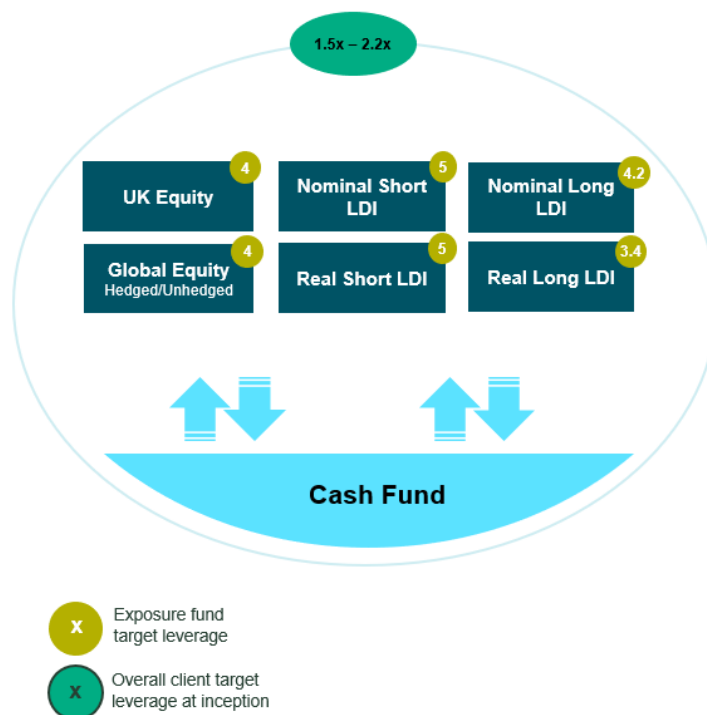 1.5x – 2.2x
4
UK Equity
5
Nominal Short
LDI
4.2
Nominal Long
LDI
4
Global Equity
Hedged/Unhedged
5
Real Short LDI
3.4
Real Long LDI
Cash Fund
X
Exposure fund
target leverage
X
Overall client target
leverage at inception